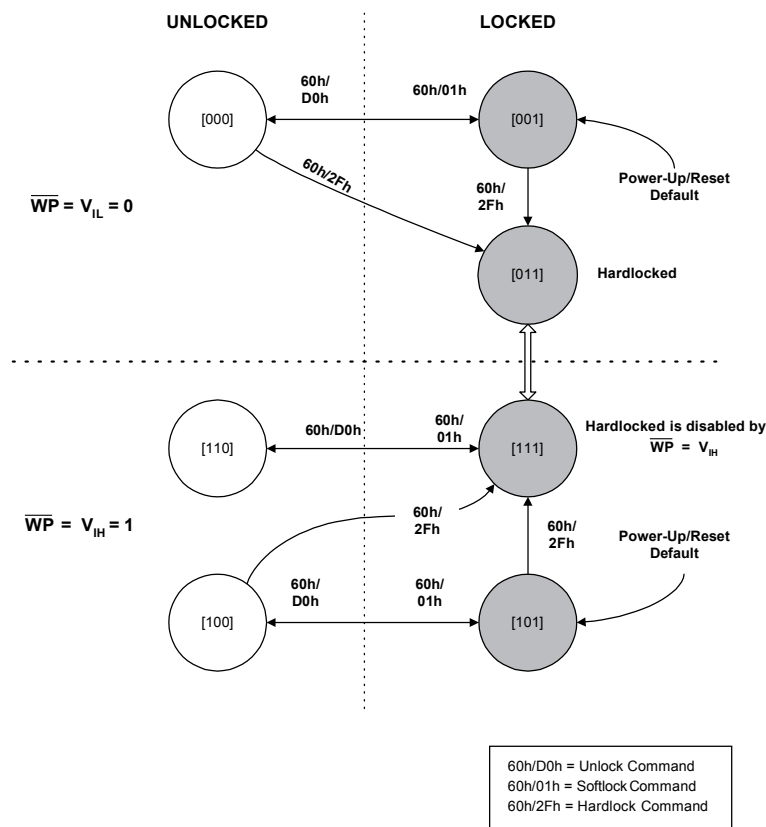 UNLOCKED
LOCKED
60h/
D0h
60h/01h
[000]
[001]
60h/2Fh
60h/
2Fh
Power-Up/Reset
Default
WP = VIL = 0
[011]
Hardlocked
60h/D0h
60h/
01h
[110]
[111]
Hardlocked is disabled by
WP = VIH
60h/
2Fh
60h/
2Fh
WP = VIH = 1
Power-Up/Reset
Default
60h/
D0h
60h/
01h
[100]
[101]
60h/D0h = Unlock Command
60h/01h = Softlock Command
60h/2Fh = Hardlock Command